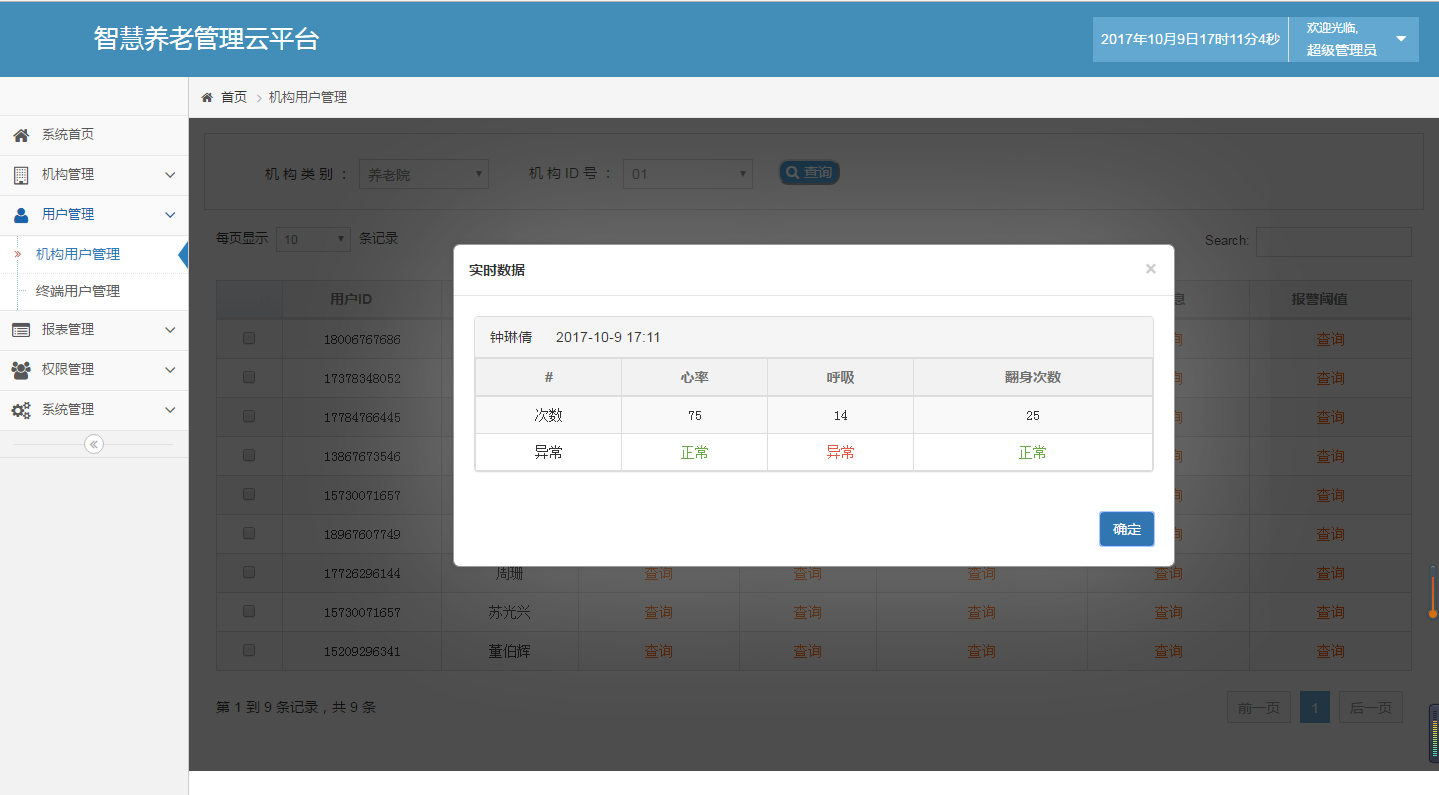 智慧养老管理云平台
2017年10月9日17时11分4秒
欢迎光临,
超级管理员
首页
机构用户管理
系统首页
机构管理
用户管理
机构用户管理
终端用户管理
报表管理
权限管理
系统管理
机构类别：
养老院
机构ID号：
01
查询
每页显示 10 条记录
Search:
用户ID
息
报警阈值
18006767686
询
查询
17378348052
询
查询
17784766445
询
查询
13867673546
询
查询
15730071657
询
查询
18967607749
询
查询
17726296144 周珊 查询 查询 查询 查询 查询
15730071657 苏光兴 查询 查询 查询 查询 查询
15209296341 董伯辉 查询 查询 查询 查询 查询
第 1 到 9 条记录，共 9 条
前一页 1 后一页
实时数据 ×
钟琳倩 2017-10-9 17:11
# 心率 呼吸 翻身次数
次数 75 14 25
异常 正常 异常 正常
确定